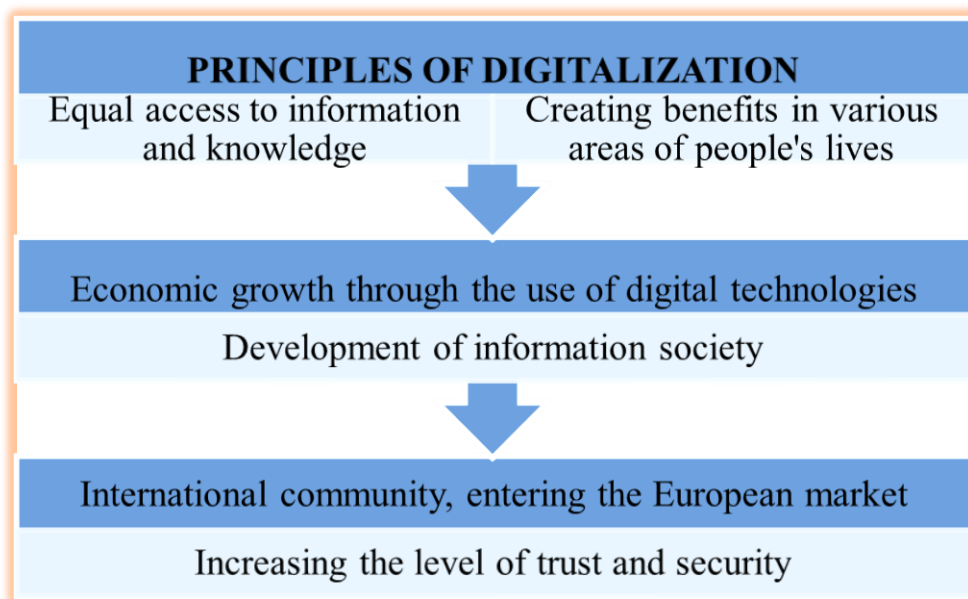 PRINCIPLES OF DIGITALIZATION
Equal access to information
and knowledge
Creating benefits in various
areas of people's lives
Economic growth through the use of digital technologies
Development of information society
International community, entering the European market
Increasing the level of trust and security